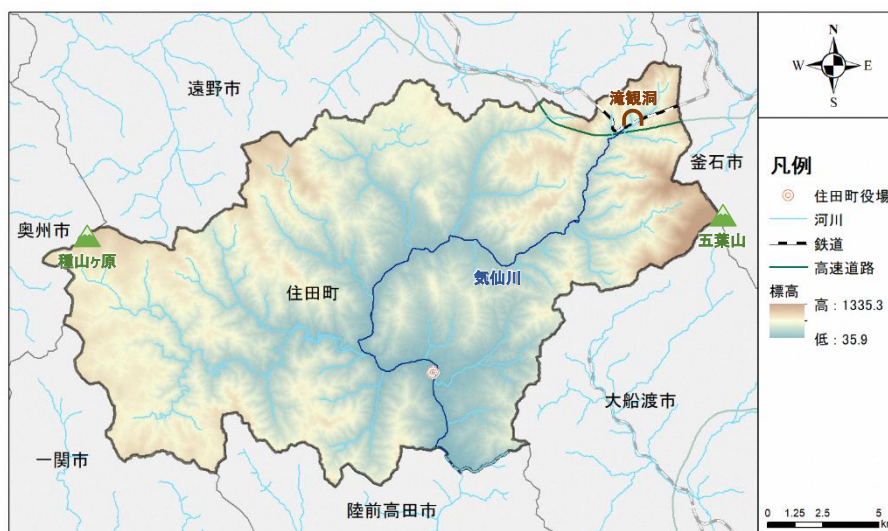 遠野市
滝観洞
釜石市
奥州市
種山ヶ原
五葉山
住田町
気仙川
大船渡市
一関市
陸前高田市
N
W
E
S
凡例
住田町役場
河川
鉄道
高速道路
標高
高：1335.3
低：35.9
0 1.25 2.5 5